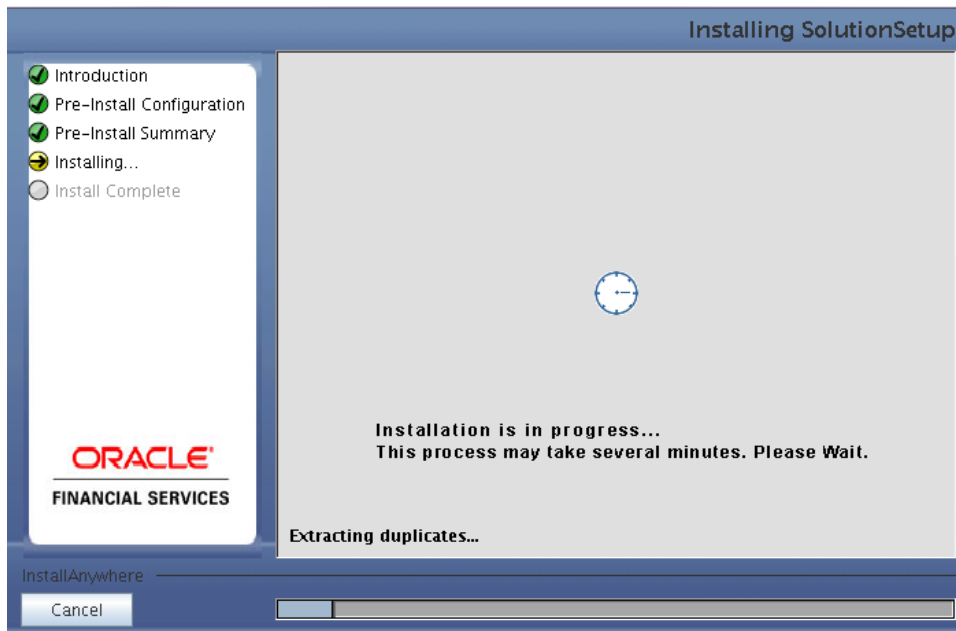 Installing SolutionSetup
Introduction
Pre-Install Configuration
Pre-Install Summary
Installing...
Install Complete
ORACLE'
FINANCIAL SERVICES
Installation is in progress...
This process may take several minutes. Please Wait.
Extracting duplicates...
InstallAnywhere
Cancel